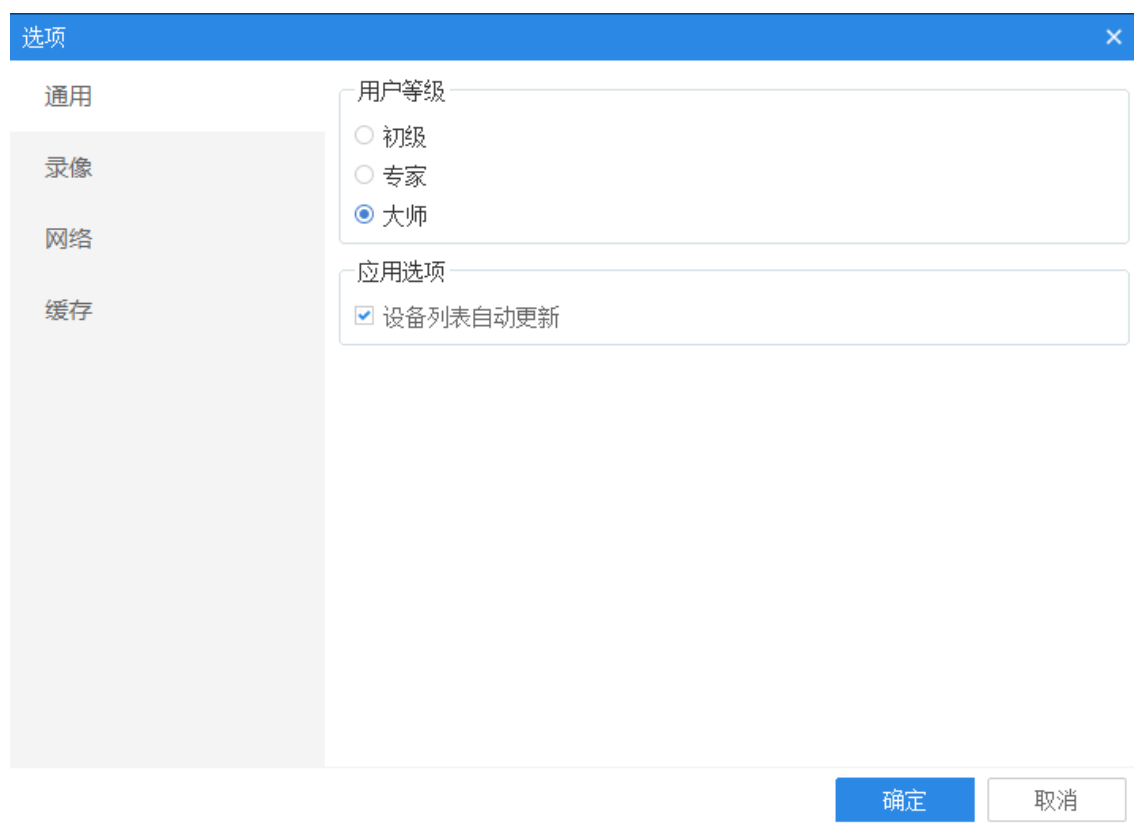 选项
通用
录像
网络
缓存
用户等级
初级
专家
大师
应用选项
设备列表自动更新
确定
取消